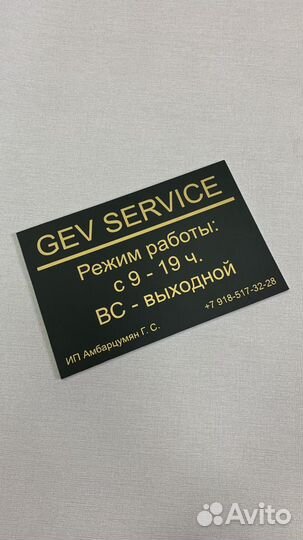 GEV SERVICE
Режим работы:
с 9 - 19 ч.
ВС - выходной
ИП Амбарцумян Г. С.
+7 918-517-32-28
Avito